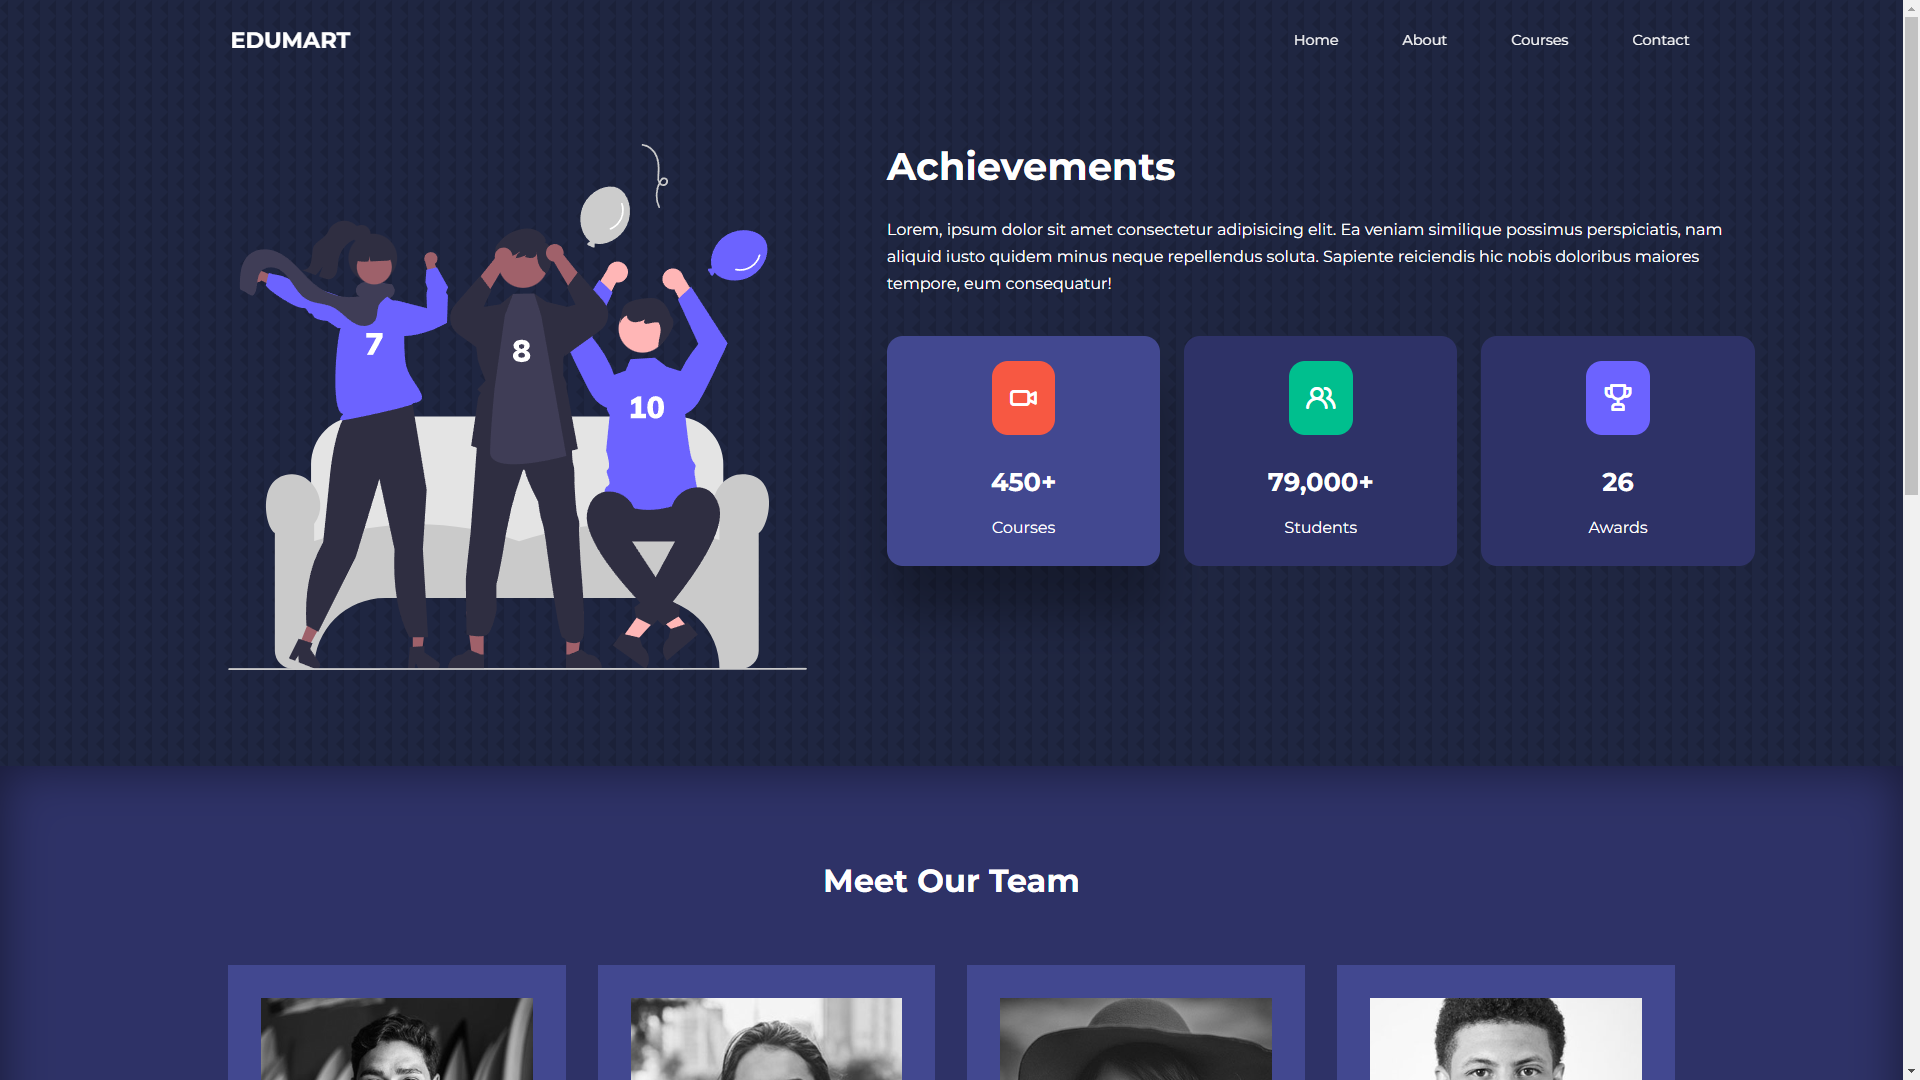 EDUMART
Home
About
Courses
Contact
Achievements
Lorem, ipsum dolor sit amet consectetur adipisicing elit. Ea veniam similique possimus perspiciatis, nam
aliquid iusto quidem minus neque repellendus soluta. Sapiente reiciendis hic nobis doloribus maiores
tempore, eum consequatur!
7
8
10
450+
Courses
79,000+
Students
26
Awards
Meet Our Team